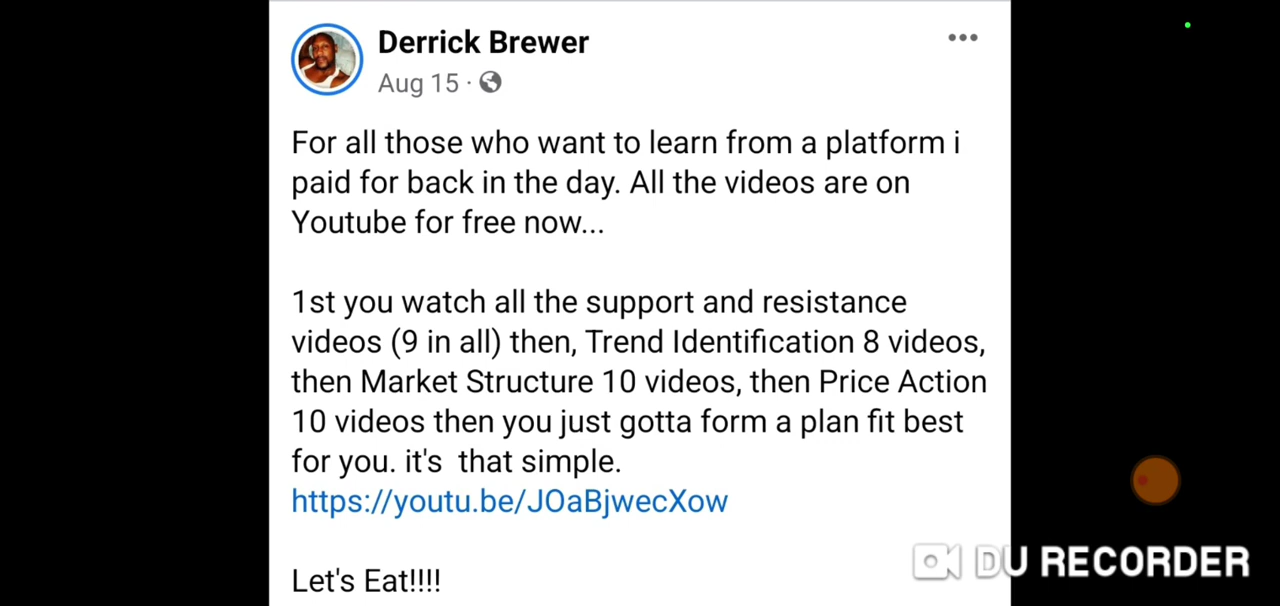 Derrick Brewer
Aug 15 ·
For all those who want to learn from a platform i
paid for back in the day. All the videos are on
Youtube for free now...
1st you watch all the support and resistance
videos (9 in all) then, Trend Identification 8 videos,
then Market Structure 10 videos, then Price Action
10 videos then you just gotta form a plan fit best
for you. it's  that simple.
https://youtu.be/JOaBjwecXow
Let's Eat!!!!
DU RECORDER